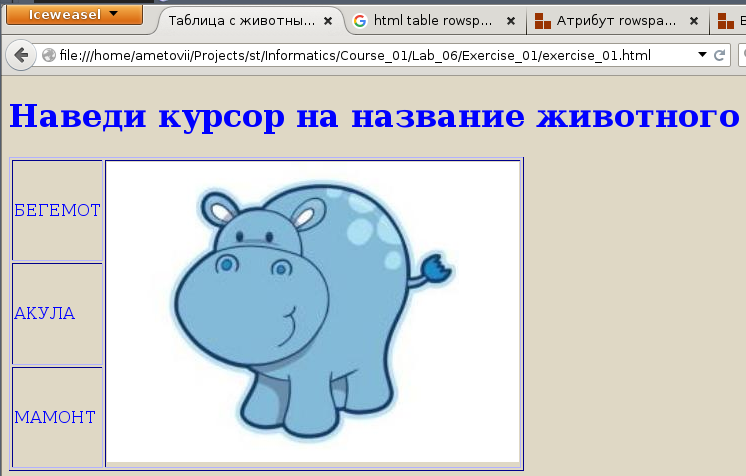 Iceweasel
Таблица с животны...
html table rowspa...
Атрибут rowspa...
file:///home/ametovii/Projects/st/Informatics/Course_01/Lab_06/Exercise_01/exercise_01.html
Наведи курсор на название животного
БЕГЕМОТ
АКУЛА
МАМОНТ